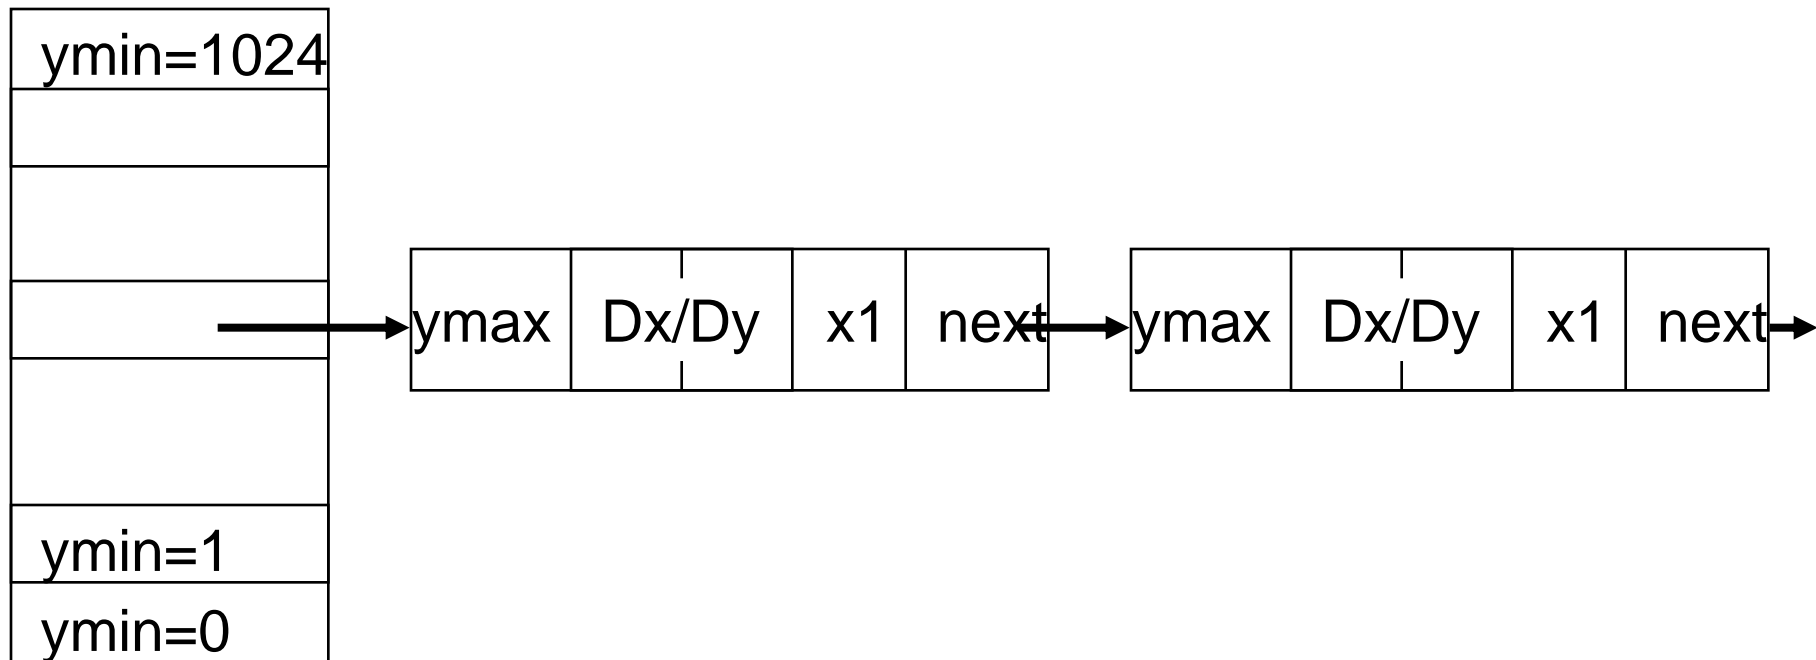 ymin=1024
ymax Dx/Dy x1 next ymax Dx/Dy x1 next
ymin=1
ymin=0